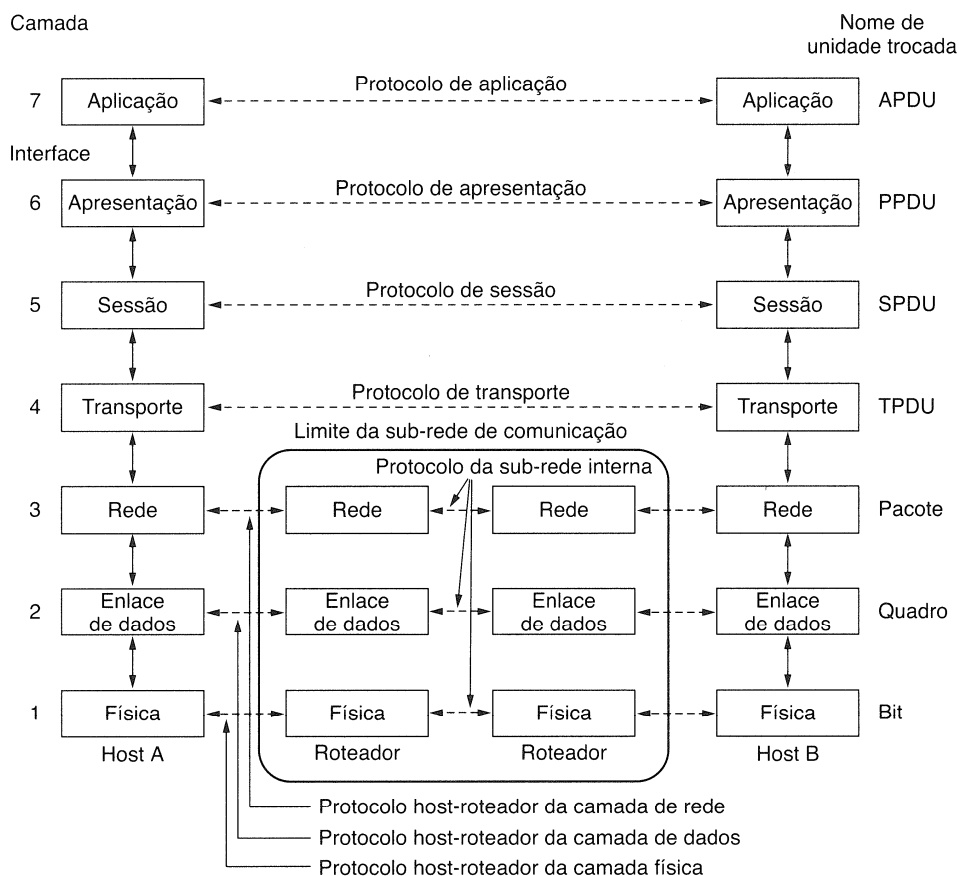 Camada
Nome de
unidade trocada
7
Aplicação
Protocolo de aplicação
Aplicação
APDU
Interface
6
Apresentação
Protocolo de apresentação
Apresentação
PPDU
5
Sessão
Protocolo de sessão
Sessão
SPDU
4
Transporte
Protocolo de transporte
Transporte
TPDU
Limite da sub-rede de comunicação
Protocolo da sub-rede interna
3
Rede
Rede
Rede
Rede
Pacote
2
Enlace
de dados
Enlace
de dados
Enlace
de dados
Enlace
de dados
Quadro
1
Física
Física
Física
Física
Bit
Host A
Roteador
Roteador
Host B
Protocolo host-roteador da camada de rede
Protocolo host-roteador da camada de dados
Protocolo host-roteador da camada física